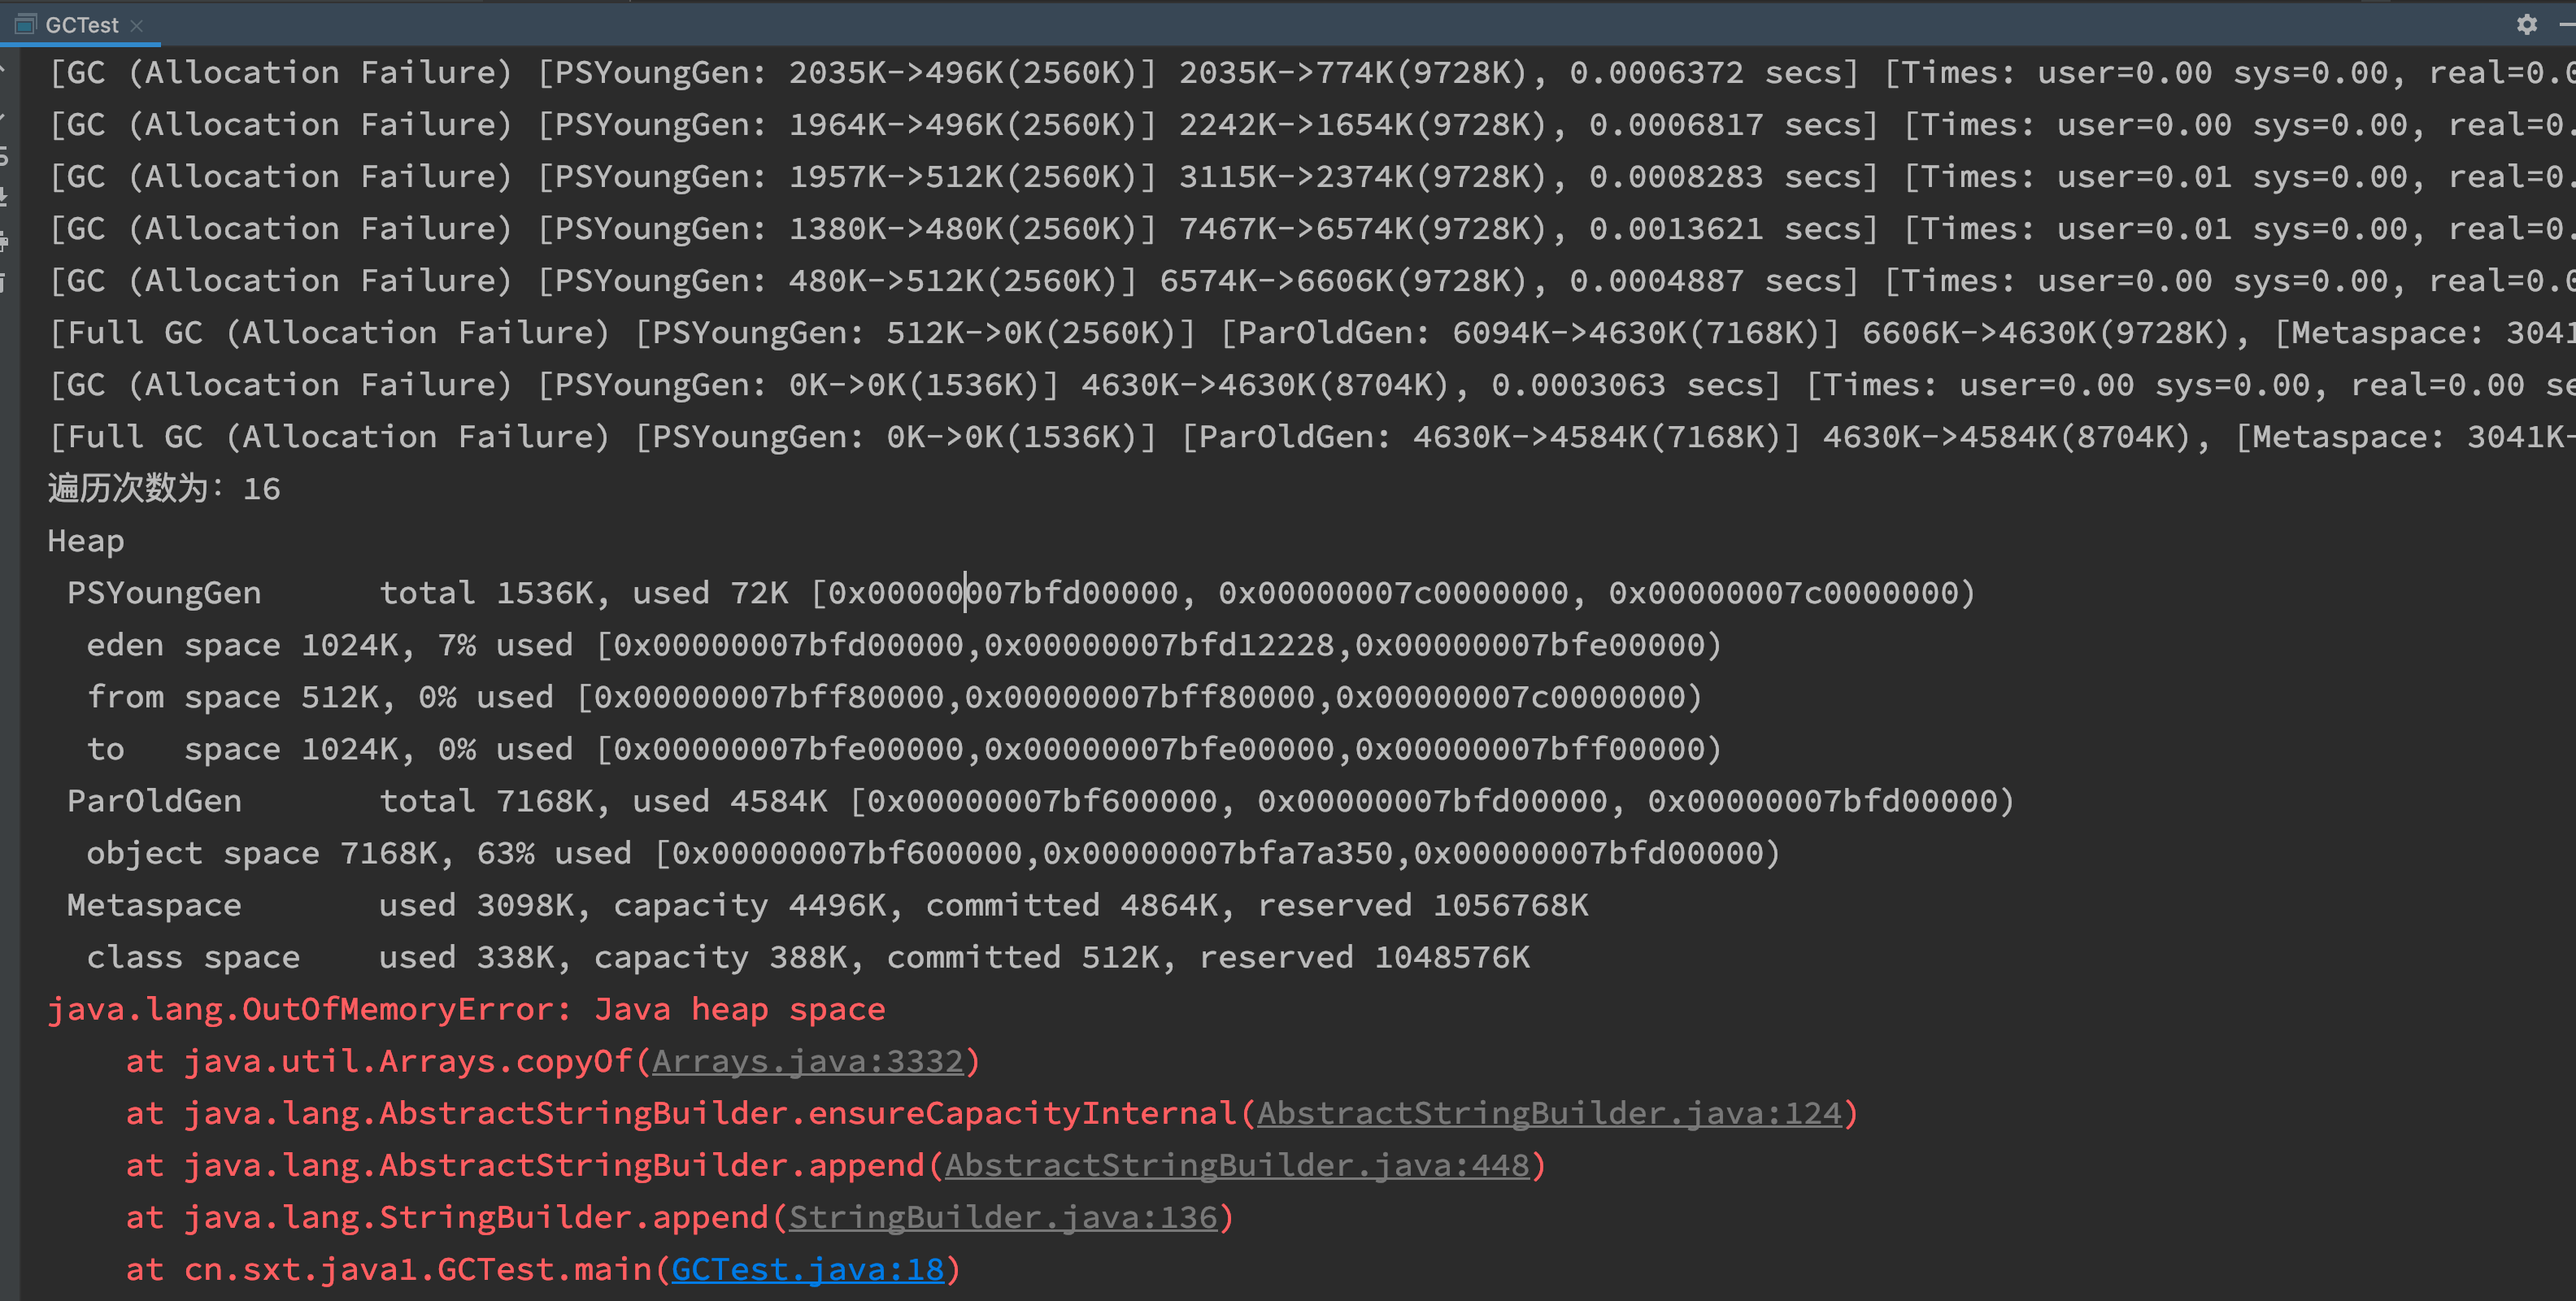 GCTest
[GC (Allocation Failure) [PSYoungGen: 2035K->496K(2560K)] 2035K->774K(9728K), 0.0006372 secs] [Times: user=0.00 sys=0.00, real=0.0
[GC (Allocation Failure) [PSYoungGen: 1964K->496K(2560K)] 2242K->1654K(9728K), 0.0006817 secs] [Times: user=0.00 sys=0.00, real=0.
[GC (Allocation Failure) [PSYoungGen: 1957K->512K(2560K)] 3115K->2374K(9728K), 0.0008283 secs] [Times: user=0.01 sys=0.00, real=0.
[GC (Allocation Failure) [PSYoungGen: 1380K->480K(2560K)] 7467K->6574K(9728K), 0.0013621 secs] [Times: user=0.01 sys=0.00, real=0.
[GC (Allocation Failure) [PSYoungGen: 480K->512K(2560K)] 6574K->6606K(9728K), 0.0004887 secs] [Times: user=0.00 sys=0.00, real=0.0
[Full GC (Allocation Failure) [PSYoungGen: 512K->0K(2560K)] [ParOldGen: 6094K->4630K(7168K)] 6606K->4630K(9728K), [Metaspace: 3041
[GC (Allocation Failure) [PSYoungGen: 0K->0K(1536K)] 4630K->4630K(8704K), 0.0003063 secs] [Times: user=0.00 sys=0.00, real=0.00 se
[Full GC (Allocation Failure) [PSYoungGen: 0K->0K(1536K)] [ParOldGen: 4630K->4584K(7168K)] 4630K->4584K(8704K), [Metaspace: 3041K-
遍历次数为：16
Heap
PSYoungGen      total 1536K, used 72K [0x00000007bfd00000, 0x00000007c0000000, 0x00000007c0000000)
eden space 1024K, 7% used [0x00000007bfd00000,0x00000007bfd12228,0x00000007bfe00000)
from space 512K, 0% used [0x00000007bff80000,0x00000007bff80000,0x00000007c0000000)
to   space 1024K, 0% used [0x00000007bfe00000,0x00000007bfe00000,0x00000007bff00000)
ParOldGen       total 7168K, used 4584K [0x00000007bf600000, 0x00000007bfd00000, 0x00000007bfd00000)
object space 7168K, 63% used [0x00000007bf600000,0x00000007bfa7a350,0x00000007bfd00000)
Metaspace       used 3098K, capacity 4496K, committed 4864K, reserved 1056768K
class space    used 338K, capacity 388K, committed 512K, reserved 1048576K
java.lang.OutOfMemoryError: Java heap space
at java.util.Arrays.copyOf(Arrays.java:3332)
at java.lang.AbstractStringBuilder.ensureCapacityInternal(AbstractStringBuilder.java:124)
at java.lang.AbstractStringBuilder.append(AbstractStringBuilder.java:448)
at java.lang.StringBuilder.append(StringBuilder.java:136)
at cn.sxt.java1.GCTest.main(GCTest.java:18)